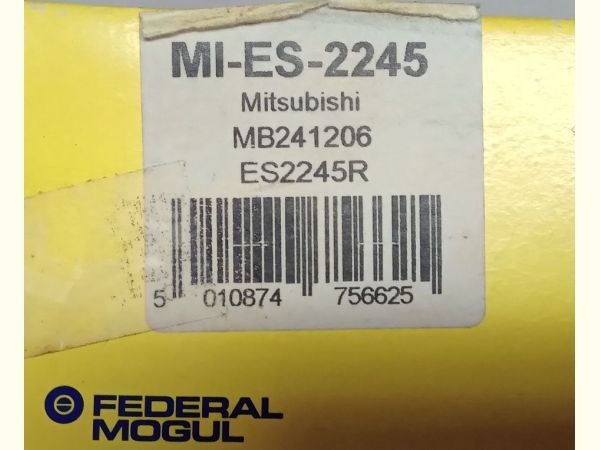 MI-ES-2245
Mitsubishi
MB241206
ES2245R
5 010874 756625
FEDERAL
MOGUL